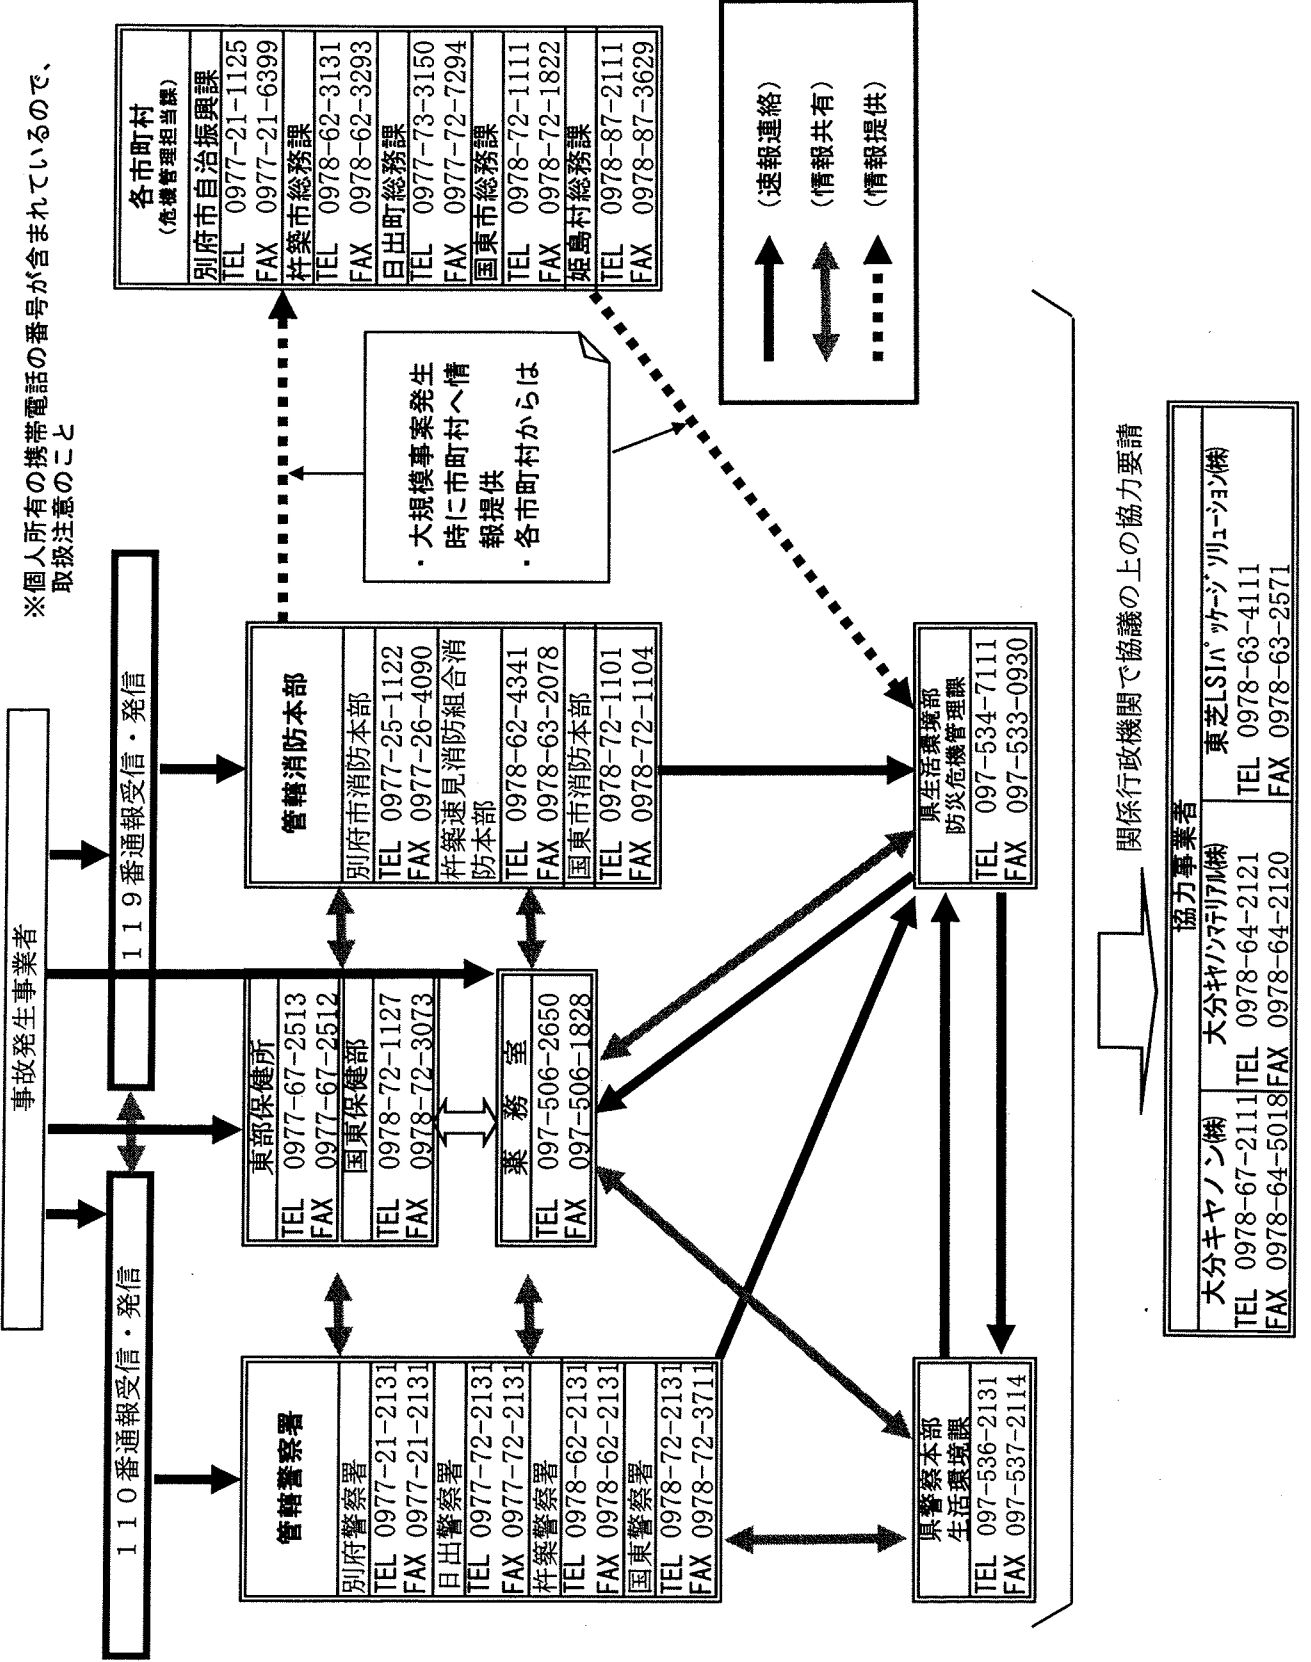 ※個人所有の携帯電話の番号が含まれているので、
取扱注意のこと
事故発生事業者
110番通報受信・発信
119番通報受信・発信
管轄警察署
別府警察署
TEL 0977-21-2131
FAX 0977-21-2131
日出警察署
TEL 0977-72-2131
FAX 0977-72-2131
杵築警察署
TEL 0978-62-2131
FAX 0978-62-2131
国東警察署
TEL 0978-72-2131
FAX 0978-72-3711
東部保健所
TEL 0977-67-2513
FAX 0977-67-2512
国東保健部
TEL 0978-72-1127
FAX 0978-72-3073
薬務室
TEL 097-506-2650
FAX 097-506-1828
管轄消防本部
別府市消防本部
TEL 0977-25-1122
FAX 0977-26-4090
杵築速見消防組合消
防本部
TEL 0978-62-4341
FAX 0978-63-2078
国東市消防本部
TEL 0978-72-1101
FAX 0978-72-1104
各市町村
(危機管理担当課)
別府市自治振興課
TEL 0977-21-1125
FAX 0977-21-6399
杵築市総務課
TEL 0978-62-3131
FAX 0978-62-3293
日出町総務課
TEL 0977-73-3150
FAX 0977-72-7294
国東市総務課
TEL 0978-72-1111
FAX 0978-72-1822
姫島村総務課
TEL 0978-87-2111
FAX 0978-87-3629
・大規模事案発生
時に市町村へ情
報提供
・各市町村からは
(速報連絡)
(情報共有)
(情報提供)
県警察本部
生活環境課
TEL 097-536-2131
FAX 097-537-2114
県生活環境部
防災危機管理課
TEL 097-534-7111
FAX 097-533-0930
関係行政機関で協議の上の協力要請
協力事業者
大分キヤノン㈱
TEL 0978-67-2111
FAX 0978-64-5018
大分キヤノンマテリアル㈱
TEL 0978-64-2121
FAX 0978-64-2120
東芝LSIパッケージソリューション㈱
TEL 0978-63-4111
FAX 0978-63-2571